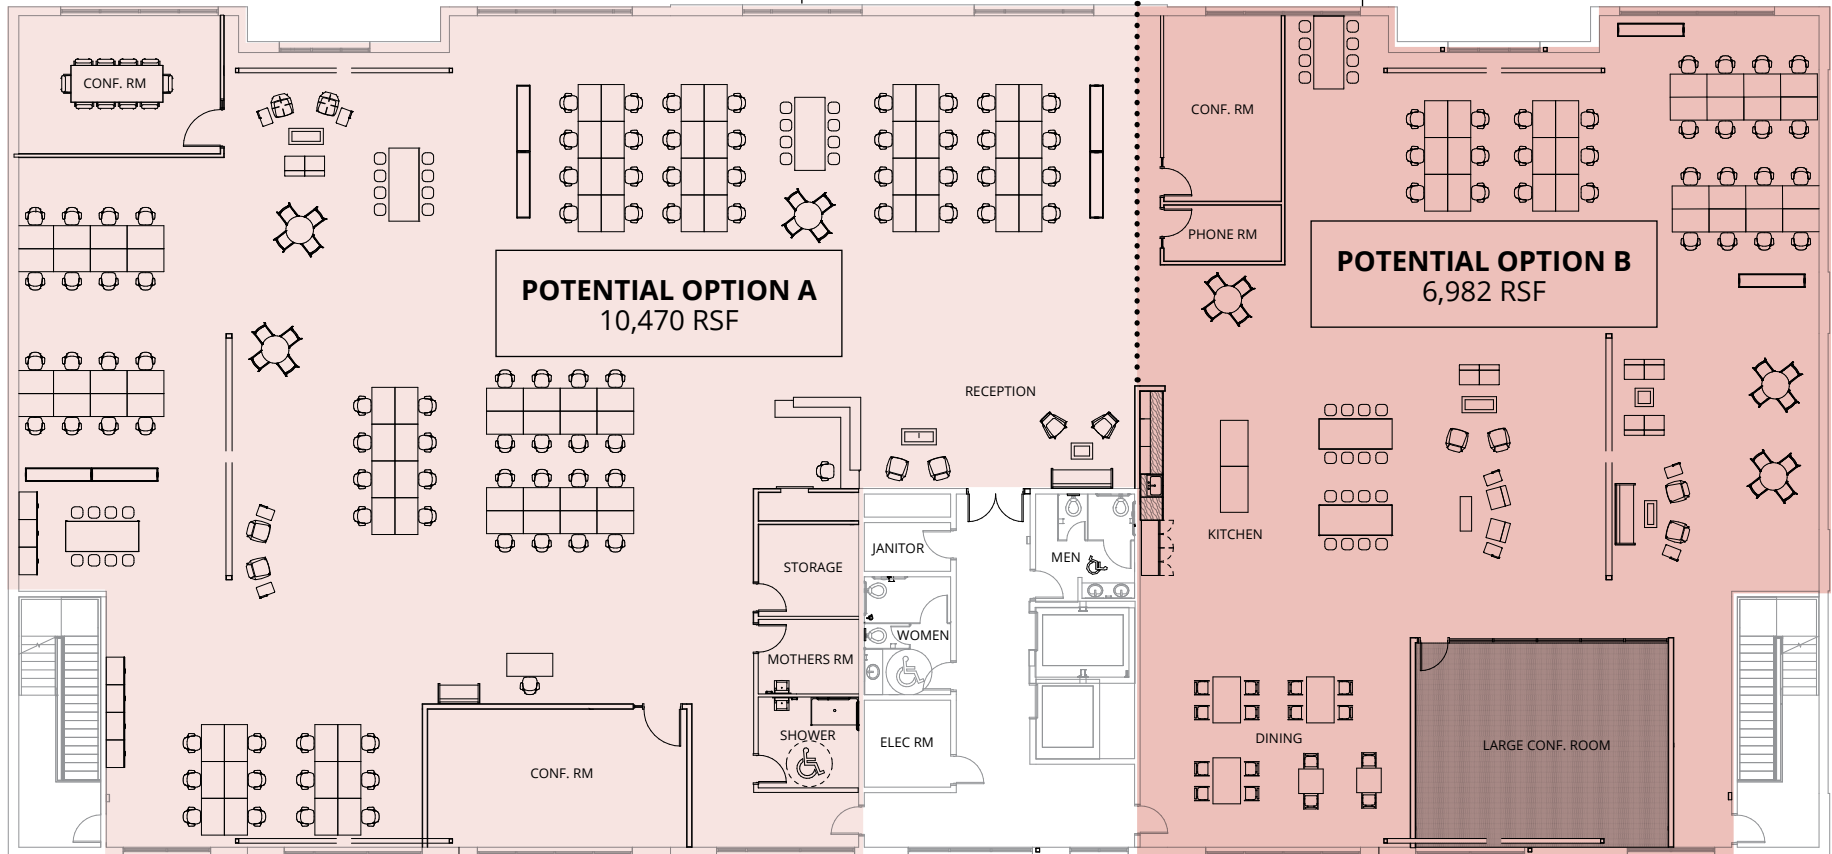 CONF. RM
CONF. RM
PHONE RM
POTENTIAL OPTION A
10,470 RSF
POTENTIAL OPTION B
6,982 RSF
RECEPTION
KITCHEN
JANITOR
MEN
STORAGE
WOMEN
MOTHERS RM
SHOWER
ELEC RM
CONF. RM
DINING
LARGE CONF. ROOM